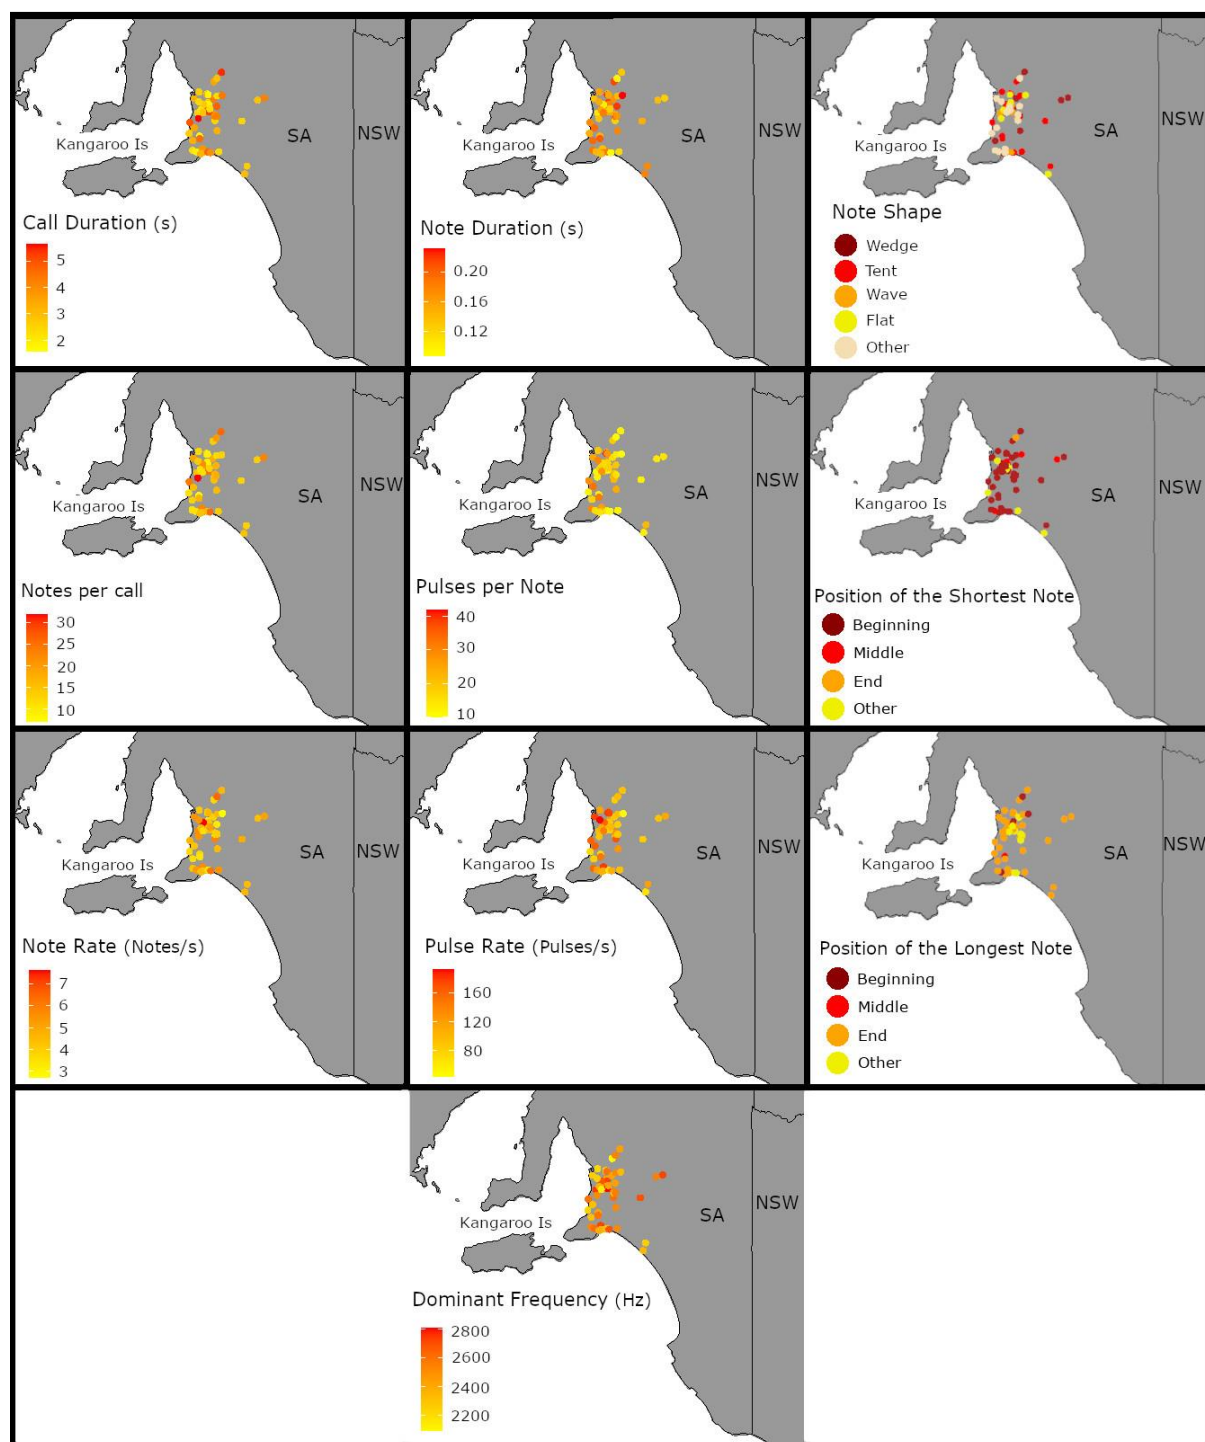 SA
NSW
Kangaroo Is
Call Duration (s)
5
4
3
2
SA
NSW
Kangaroo Is
Note Duration (s)
0.20
0.16
0.12
SA
Kangaroo Is
Note Shape
Wedge
Tent
Wave
Flat
Other
SA
NSW
Kangaroo Is
Notes per call
30
25
20
15
10
SA
NSW
Kangaroo Is
Pulses per Note
40
30
20
10
SA
NSW
Kangaroo Is
Position of the Shortest Note
Beginning
Middle
End
Other
SA
NSW
Kangaroo Is
Note Rate (Notes/s)
7
6
5
4
3
SA
NSW
Kangaroo Is
Pulse Rate (Pulses/s)
160
120
80
SA
NSW
Kangaroo Is
Position of the Longest Note
Beginning
Middle
End
Other
NSW
SA
Kangaroo Is
Dominant Frequency (Hz)
2800
2600
2400
2200